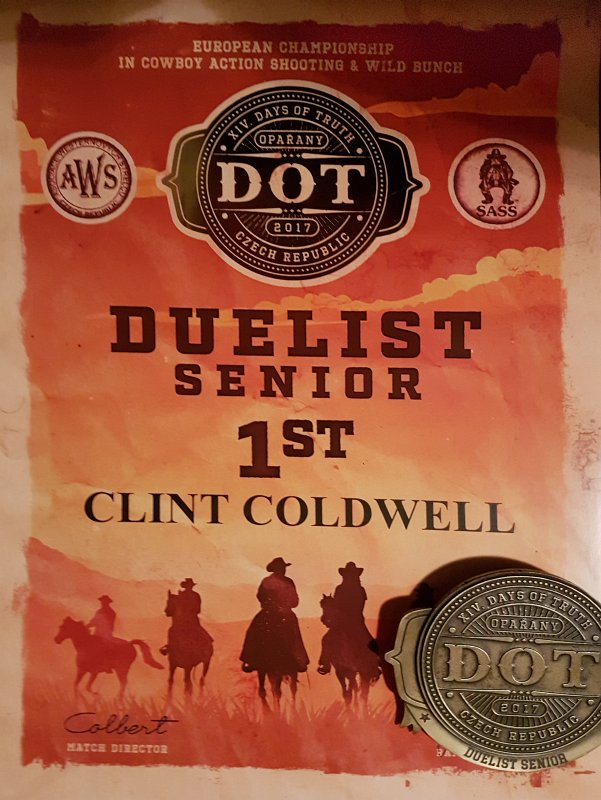 EUROPEAN CHAMPIONSHIP
IN COWBOY ACTION SHOOTING & WILD BUNCH
XIV. DAYS OF TRUTH
OPAŘANY
DOT
2017
CZECH REPUBLIC
AWS
SASS
DUELIST
SENIOR
1ST
CLINT COLDWELL
Colbert
MATCH DIRECTOR
XIV. DAYS OF TRUTH
OPAŘANY
DOT
2017
CZECH REPUBLIC
DUELIST SENIOR